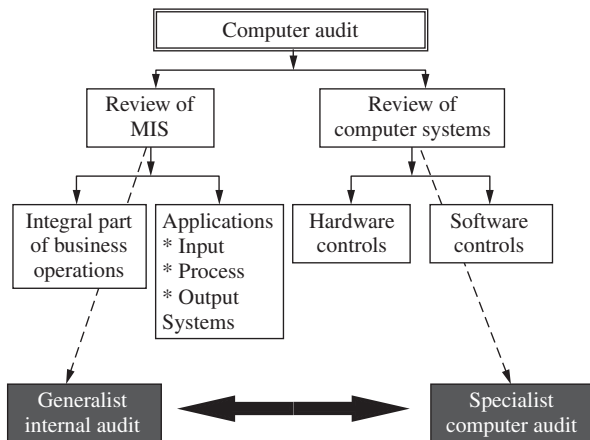 Computer audit
Review of
MIS
Review of
computer systems
Integral part
of business
operations
Applications
* Input
* Process
* Output
Systems
Hardware
controls
Software
controls
Generalist
internal audit
Specialist
computer audit